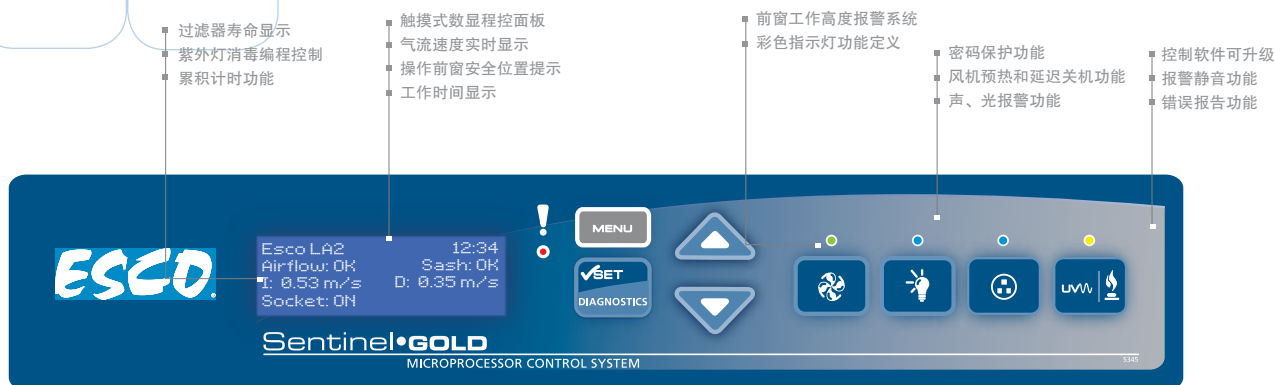 过滤器寿命显示
紫外灯消毒编程控制
累积计时功能
触摸式数显程控面板
气流速度实时显示
操作前窗安全位置提示
工作时间显示
前窗工作高度报警系统
彩色指示灯功能定义
密码保护功能
风机预热和延迟关机功能
声、光报警功能
控制软件可升级
报警静音功能
错误报告功能
ESCO
Esco LA2 12:34
Airflow: OK Sash: OK
I: 0.53 m/s D: 0.35 m/s
Socket: ON
!
MENU
SET
DIAGNOSTICS
UV
Sentinel•GOLD
MICROPROCESSOR CONTROL SYSTEM
5345